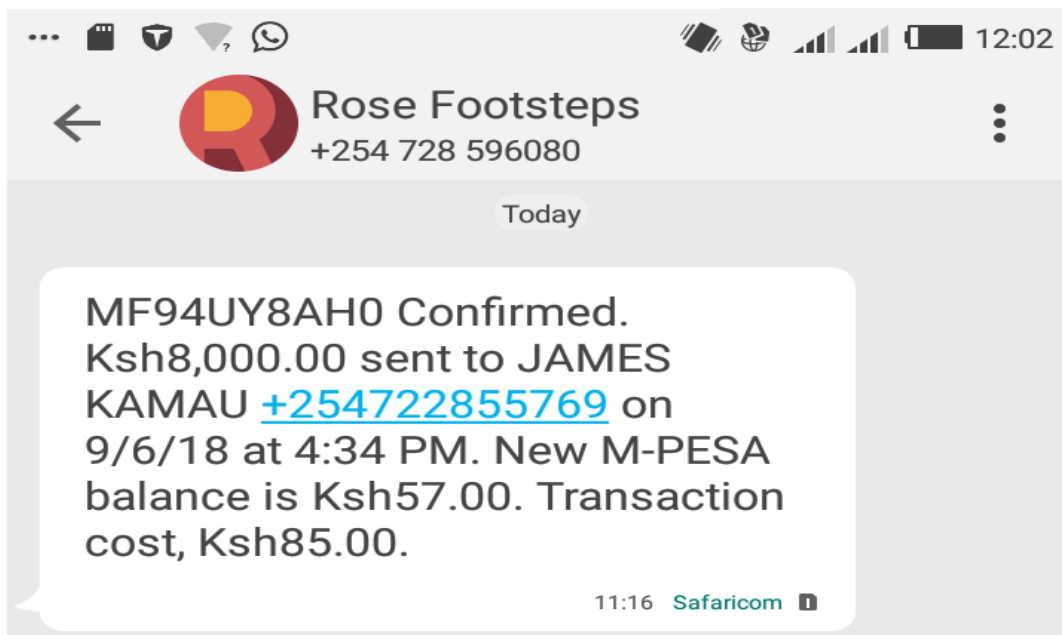 12:02
Rose Footsteps
+254 728 596080
Today
MF94UY8AH0 Confirmed.
Ksh8,000.00 sent to JAMES
KAMAU +254722855769 on
9/6/18 at 4:34 PM. New M-PESA
balance is Ksh57.00. Transaction
cost, Ksh85.00.
11:16 Safaricom